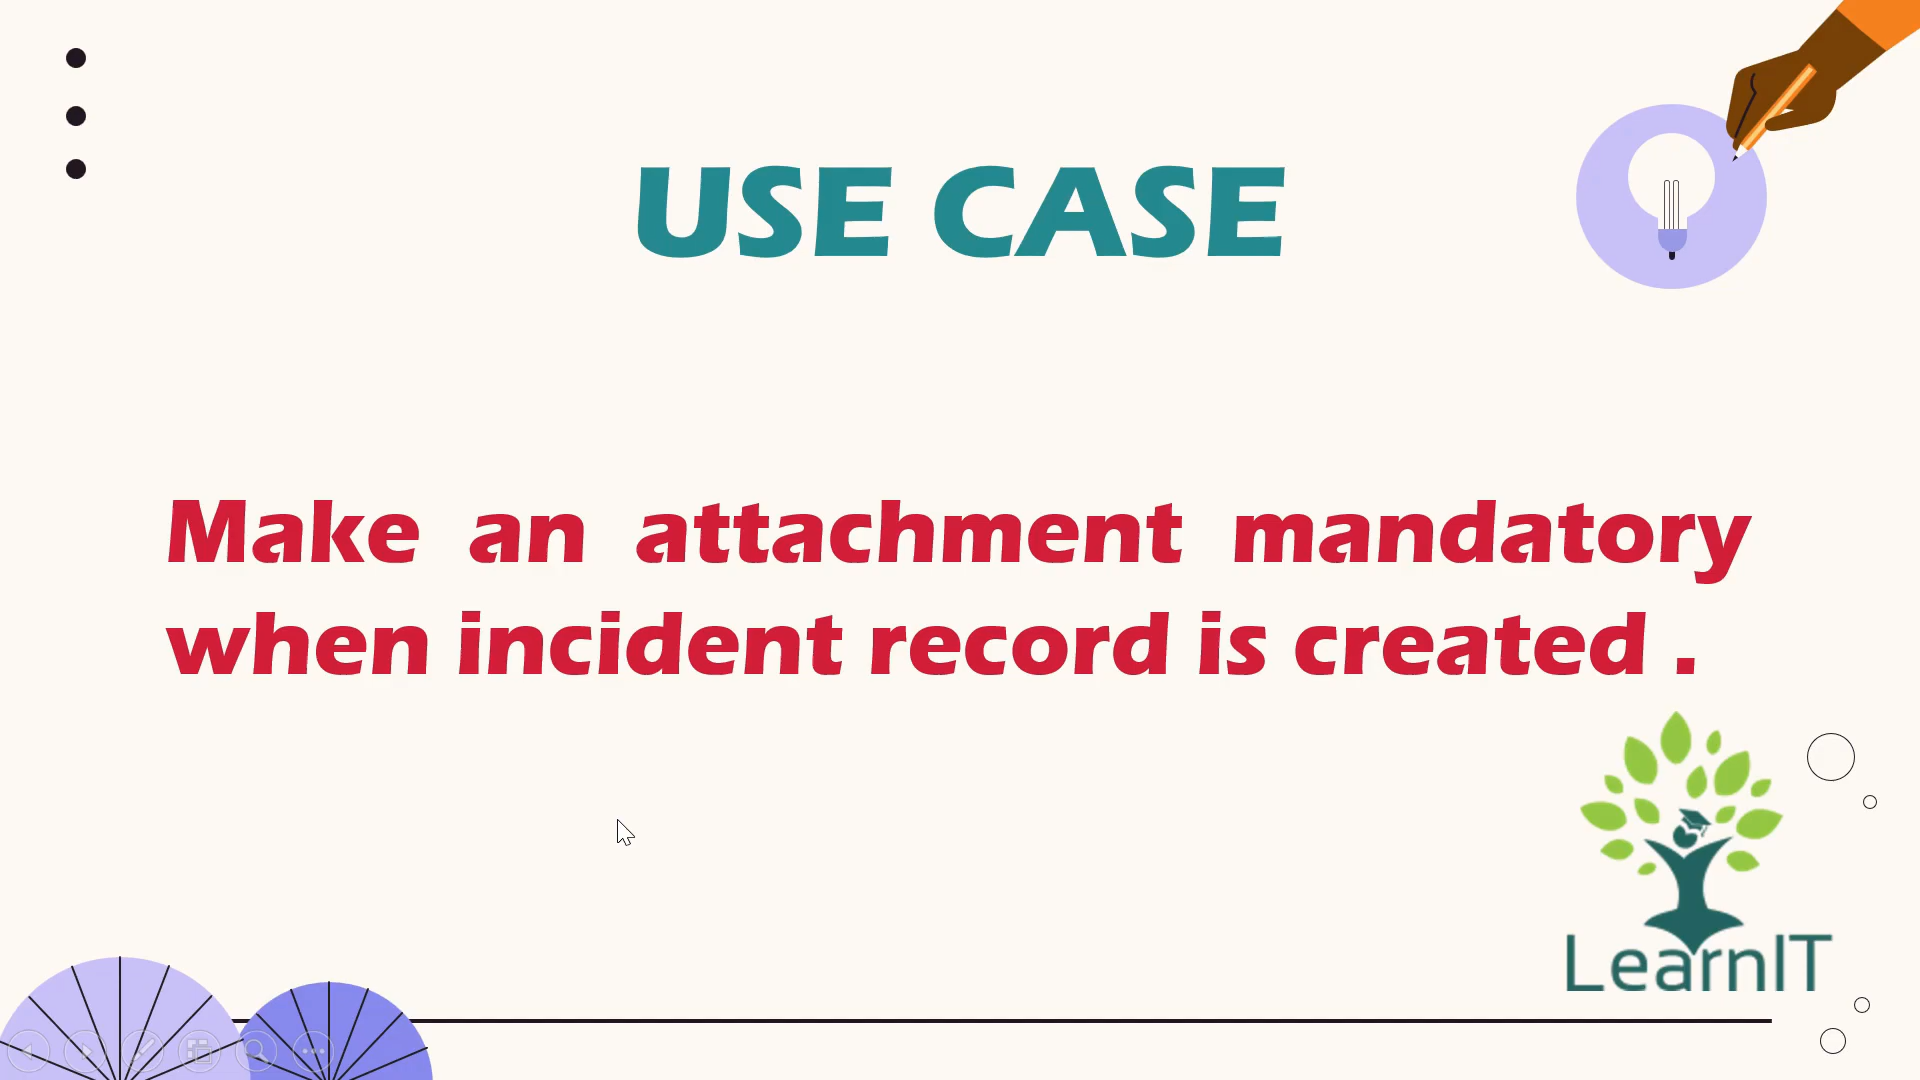 USE CASE
Make an attachment mandatory
when incident record is created .
LearnIT